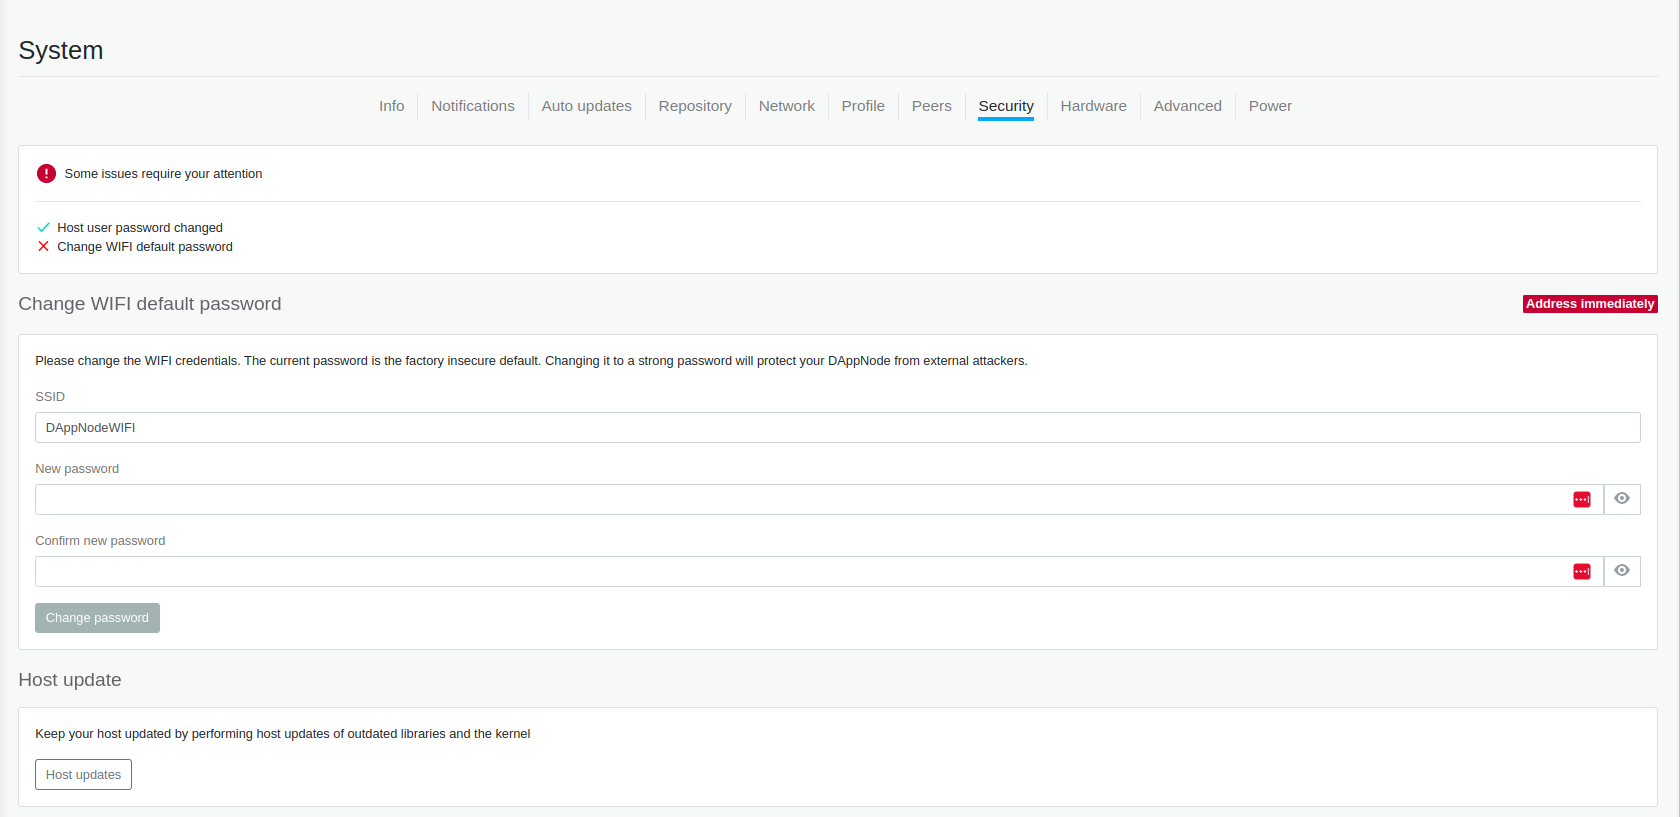 System
Info Notifications Auto updates Repository Network Profile Peers Security Hardware Advanced Power
Some issues require your attention
Host user password changed
Change WIFI default password
Change WIFI default password Address immediately
Please change the WIFI credentials. The current password is the factory insecure default. Changing it to a strong password will protect your DAppNode from external attackers.
SSID
DAppNodeWIFI
New password
Confirm new password
Change password
Host update
Keep your host updated by performing host updates of outdated libraries and the kernel
Host updates